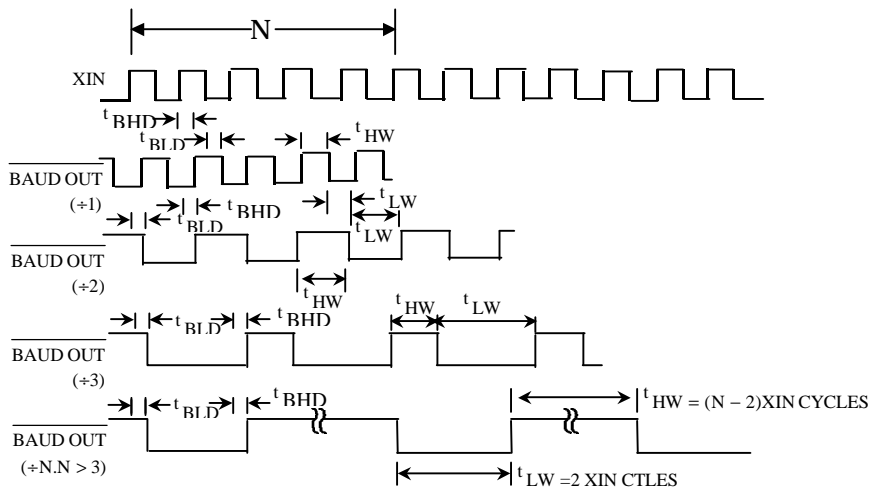 N
XIN
t BHD
t BLD
t HW
BAUD OUT
(÷1)
t LW
t BLD
t BHD
t LW
BAUD OUT
(÷2)
t HW
t HW
t LW
t BLD
t BHD
BAUD OUT
(÷3)
t BLD
t BHD
t HW = (N − 2)XIN CYCLES
BAUD OUT
(÷N.N > 3)
t LW =2 XIN CTLES